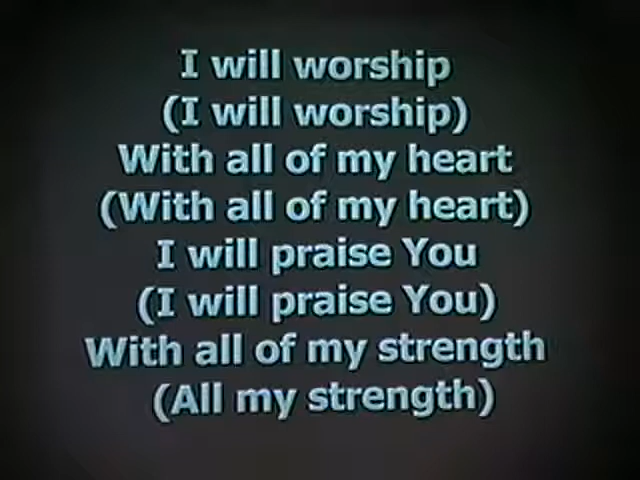 I will worship
(I will worship)
With all of my heart
(With all of my heart)
I will praise You
(I will praise You)
With all of my strength
(All my strength)